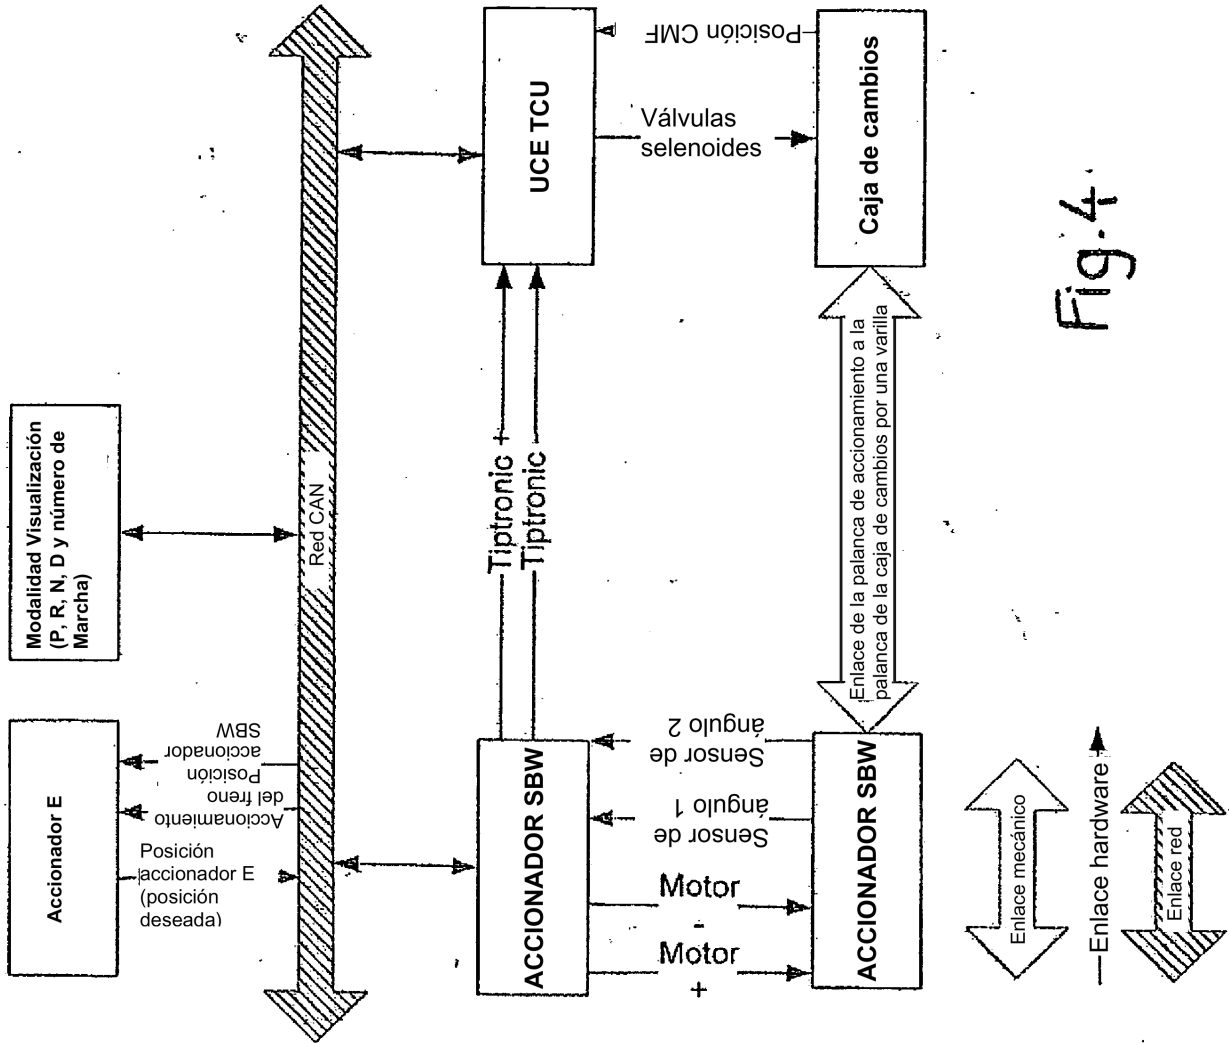 Modalidad Visualización
(P, R, N, D y número de
Marcha)
Accionador E
Posición
accionador
SBW
Accionamiento
del freno
Posición
accionador E
(posición
deseada)
Red CAN
UCE TCU
Posición CMF
Válvulas
selenoides
Caja de cambios
Tiptronic +
Tiptronic -
ACCIONADOR SBW
Sensor de
ángulo 2
Sensor de
ángulo 1
Motor
-
Motor
+
ACCIONADOR SBW
Enlace de la palanca de accionamiento a la
palanca de la caja de cambios por una varilla
Enlace mecánico
Enlace hardware
Enlace red
Fig.4